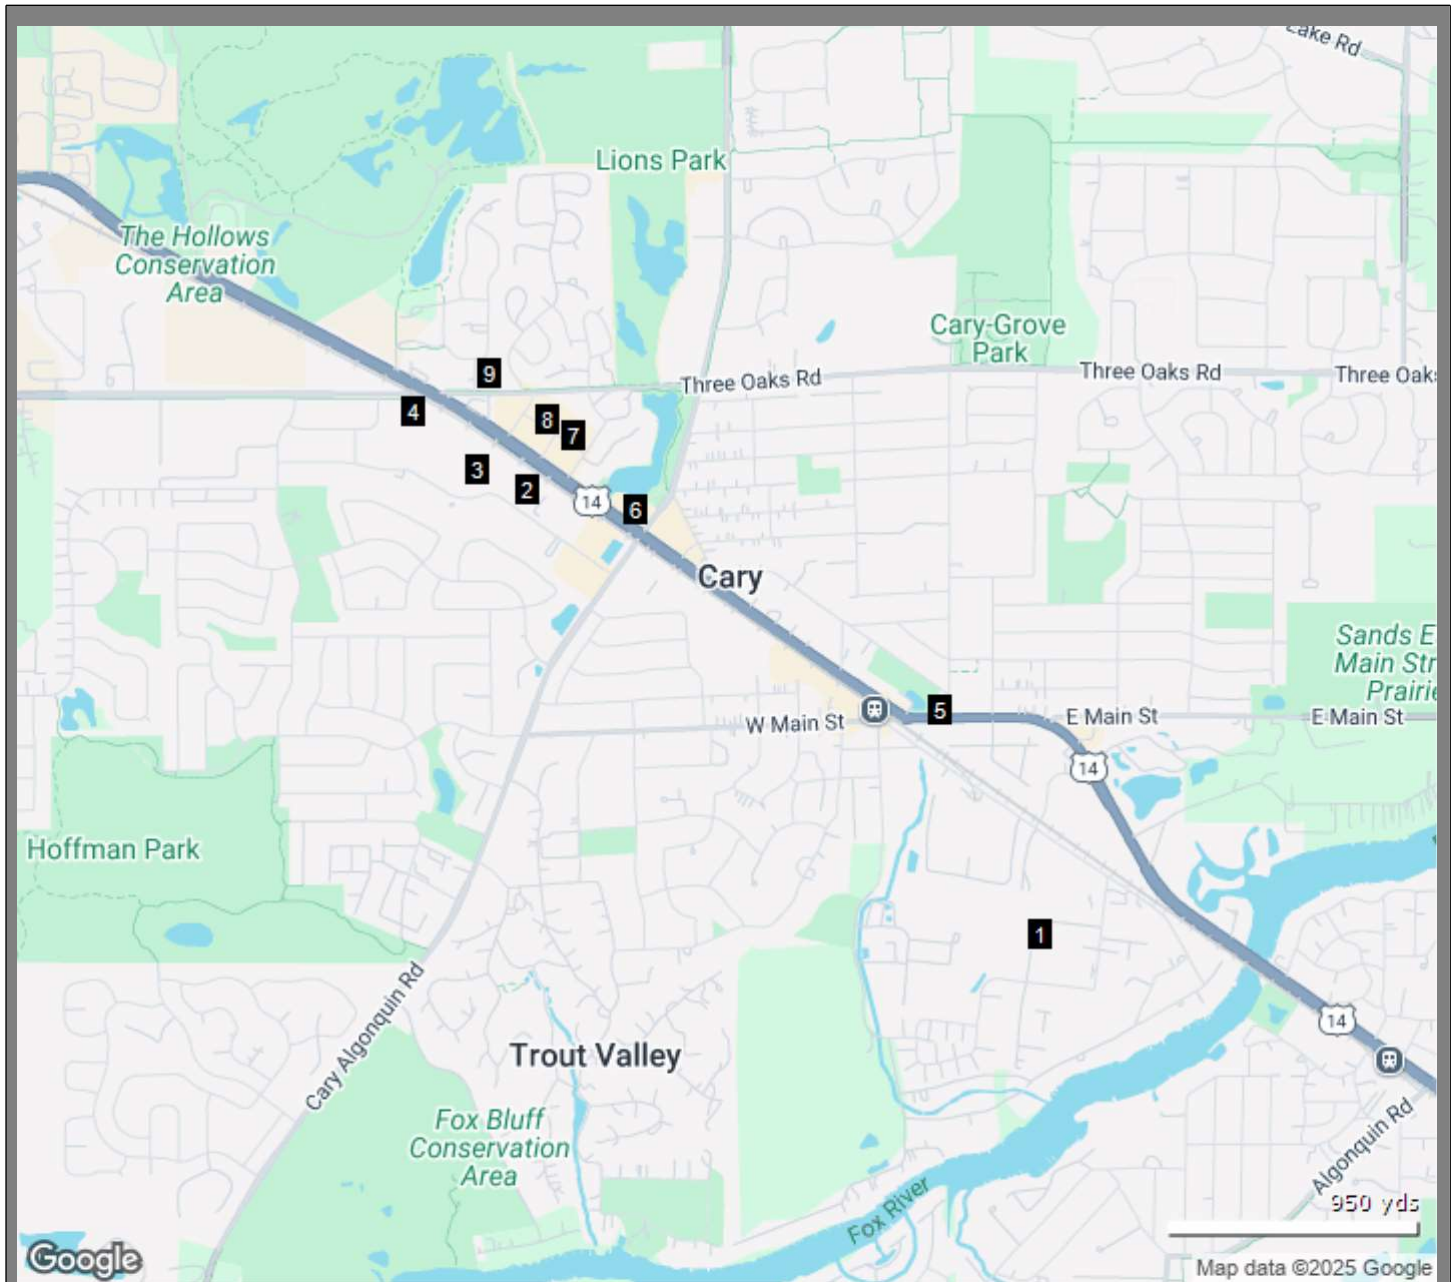 Lake Rd
Lions Park
The Hollows
Conservation
Area
Cary-Grove
Park
9
Three Oaks Rd
Three Oaks Rd
Three Oak
4
8
7
3
2
14
6
Cary
Sands E
Main Str
Prairie
5
W Main St
E Main St
E Main St
14
Hoffman Park
1
Cary Algonquin Rd
14
Trout Valley
Fox Bluff
Conservation
Area
Algonquin Rd
Fox River
950 yds
Google
Map data ©2025 Google